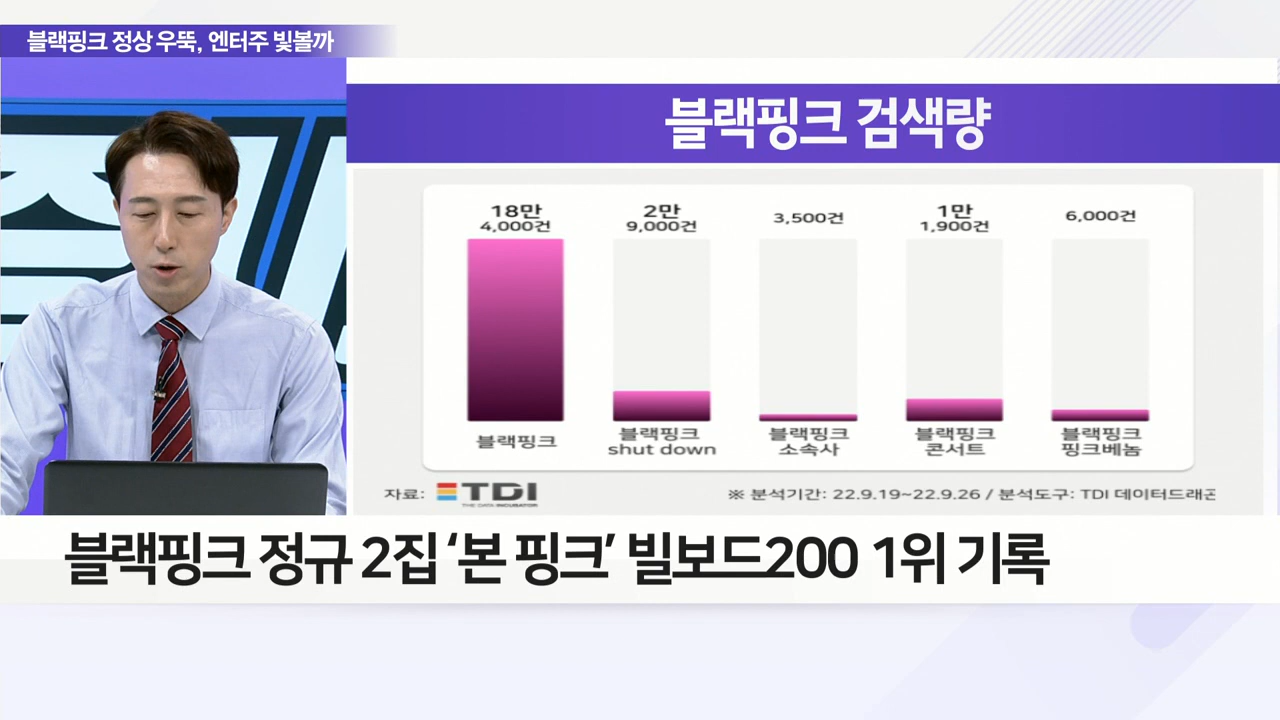 블랙핑크 정상 우뚝, 엔터주 빛볼까
블랙핑크 검색량
18만
4,000건
2만
9,000건
3,500건
1만
1,900건
6,000건
블랙핑크
블랙핑크
shut down
블랙핑크
소속사
블랙핑크
콘서트
블랙핑크
핑크베놈
자료: TDI
THE DATA INCUBATOR
※ 분석기간: 22.9.19~22.9.26 / 분석도구: TDI 데이터드래곤
블랙핑크 정규 2집 ‘본 핑크’ 빌보드200 1위 기록